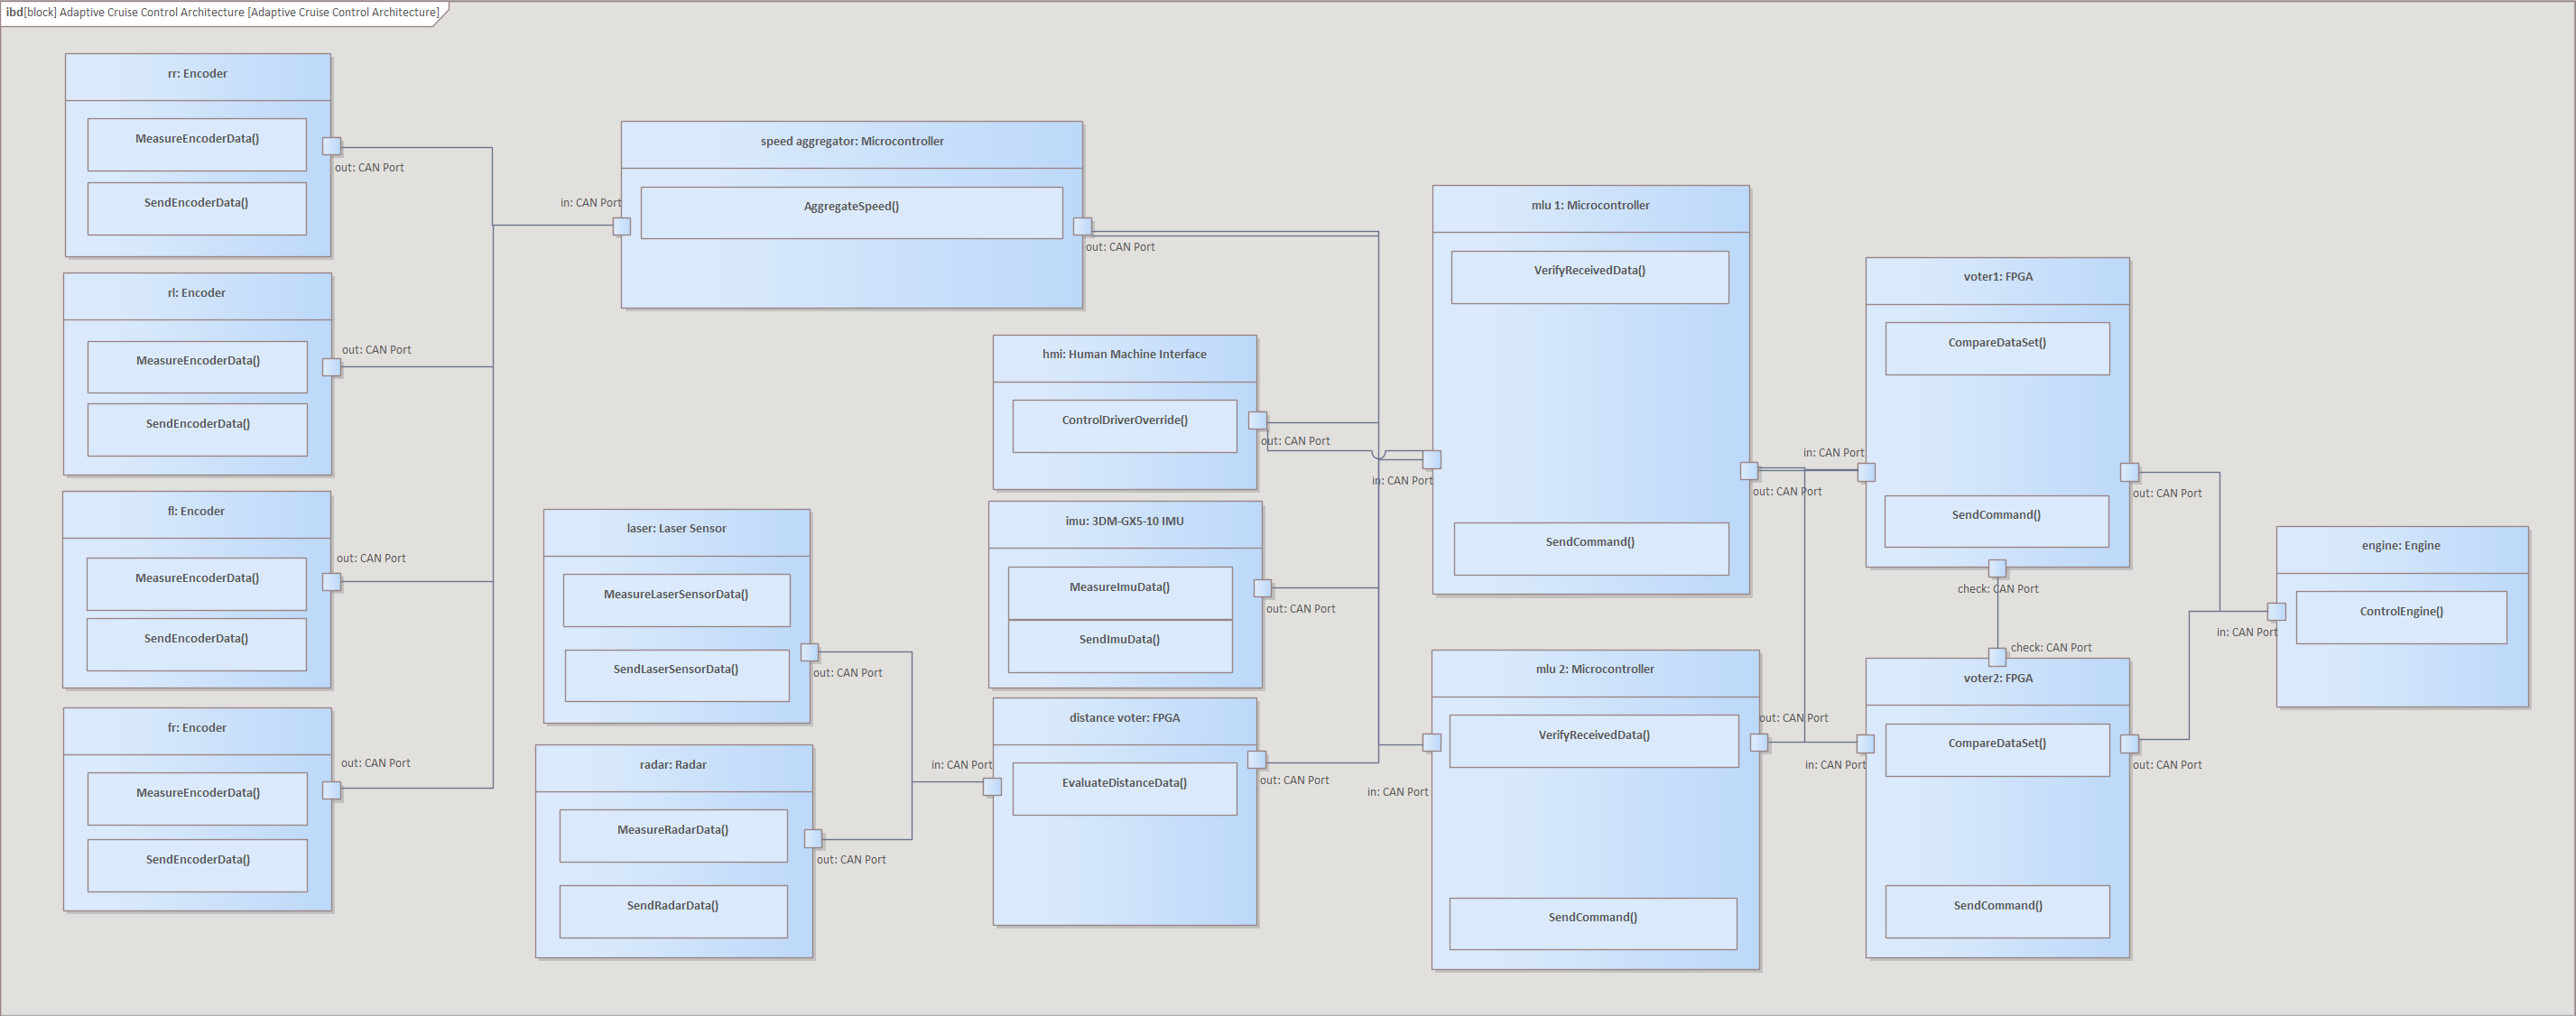 ibd[block] Adaptive Cruise Control Architecture [Adaptive Cruise Control Architecture]
rr: Encoder
MeasureEncoderData()
SendEncoderData()
out: CAN Port
rl: Encoder
MeasureEncoderData()
SendEncoderData()
out: CAN Port
fl: Encoder
MeasureEncoderData()
SendEncoderData()
out: CAN Port
fr: Encoder
MeasureEncoderData()
SendEncoderData()
out: CAN Port
speed aggregator: Microcontroller
in: CAN Port
AggregateSpeed()
out: CAN Port
laser: Laser Sensor
MeasureLaserSensorData()
SendLaserSensorData()
out: CAN Port
radar: Radar
MeasureRadarData()
SendRadarData()
out: CAN Port
hmi: Human Machine Interface
ControlDriverOverride()
out: CAN Port
imu: 3DM-GX5-10 IMU
MeasureImuData()
SendImuData()
out: CAN Port
distance voter: FPGA
in: CAN Port
EvaluateDistanceData()
out: CAN Port
mlu 1: Microcontroller
VerifyReceivedData()
in: CAN Port
out: CAN Port
SendCommand()
mlu 2: Microcontroller
VerifyReceivedData()
in: CAN Port
out: CAN Port
SendCommand()
voter1: FPGA
CompareDataSet()
in: CAN Port
out: CAN Port
SendCommand()
check: CAN Port
check: CAN Port
voter2: FPGA
CompareDataSet()
in: CAN Port
out: CAN Port
SendCommand()
engine: Engine
ControlEngine()
in: CAN Port